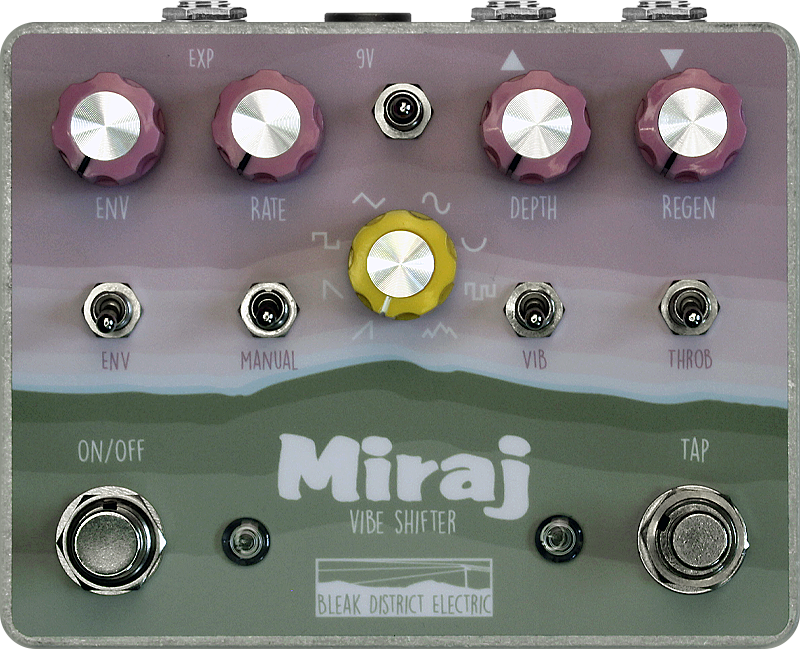 EXP 9V
ENV RATE DEPTH REGEN
ENV MANUAL VIB THROB
ON/OFF TAP
Miraj
VIBE SHIFTER
BLEAK DISTRICT ELECTRIC